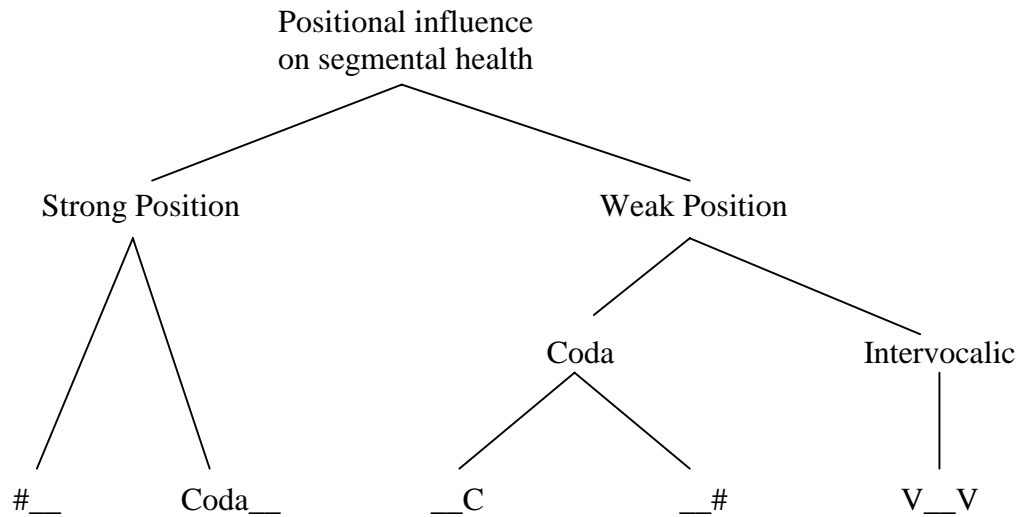 Positional influence
on segmental health
Strong Position Weak Position
Coda Intervocalic
#__ Coda__ __C __# V__V